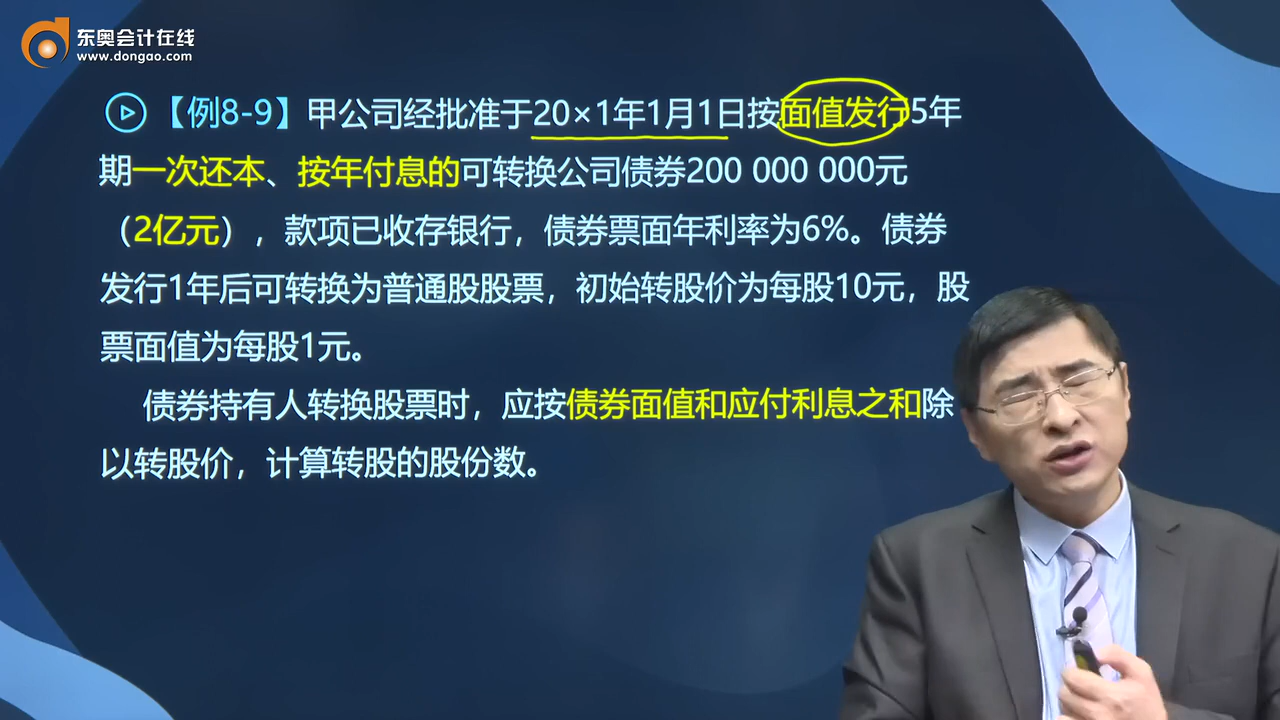 东奥会计在线
www.dongao.com
【例8-9】甲公司经批准于20×1年1月1日按面值发行5年
期一次还本、按年付息的可转换公司债券200 000 000元
（2亿元），款项已收存银行，债券票面年利率为6%。债券
发行1年后可转换为普通股股票，初始转股价为每股10元，股
票面值为每股1元。
债券持有人转换股票时，应按债券面值和应付利息之和除
以转股价，计算转股的股份数。